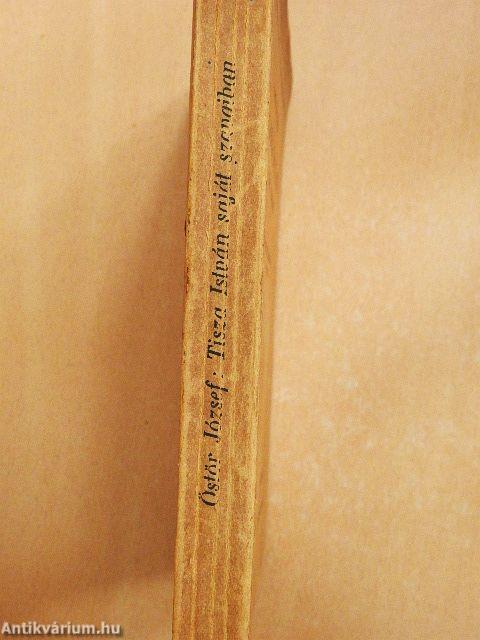 Östör József: Tisza István saját szavaiban
Antikvárium.hu